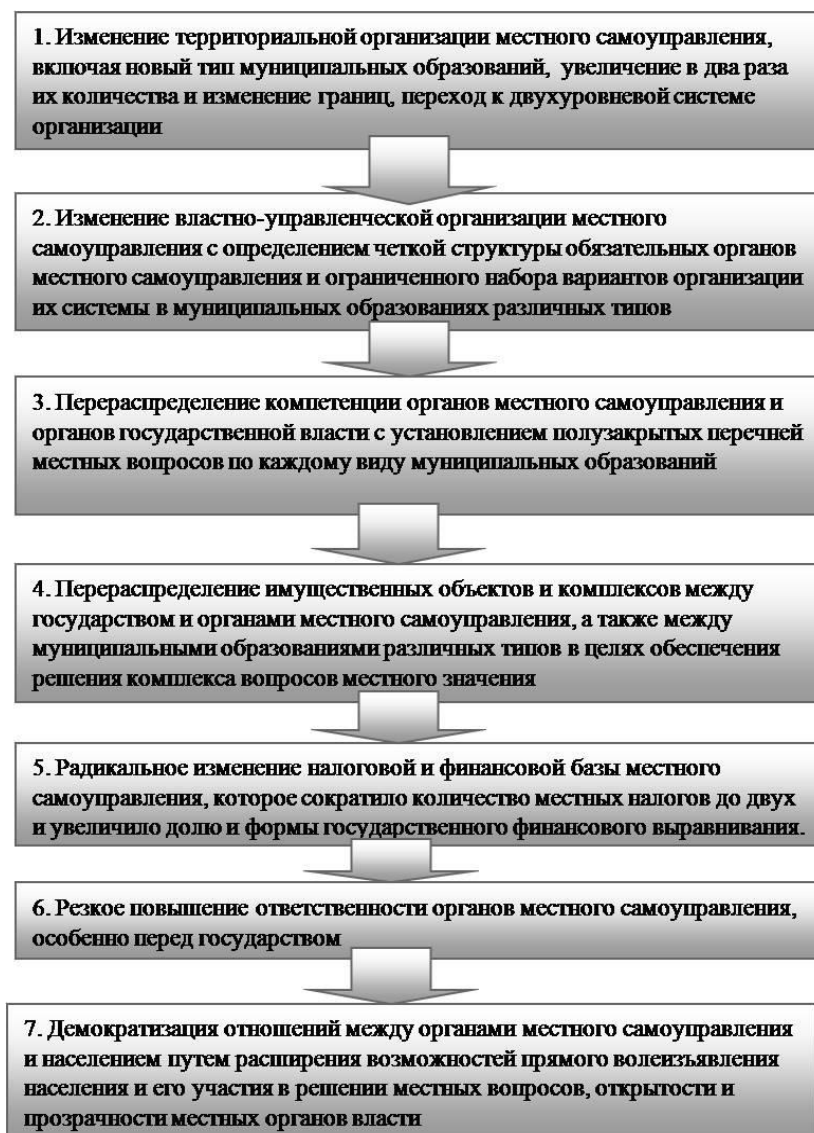 1. Изменение территориальной организации местного самоуправления,
включая новый тип муниципальных образований, увеличение в два раза
их количества и изменение границ, переход к двухуровневой системе
организации
2. Изменение властно-управленческой организации местного
самоуправления с определением четкой структуры обязательных органов
местного самоуправления и ограниченного набора вариантов организации
их системы в муниципальных образованиях различных типов
3. Перераспределение компетенции органов местного самоуправления и
органов государственной власти с установлением полузакрытых перечней
местных вопросов по каждому виду муниципальных образований
4. Перераспределение имущественных объектов и комплексов между
государством и органами местного самоуправления, а также между
муниципальными образованиями различных типов в целях обеспечения
решения комплекса вопросов местного значения
5. Радикальное изменение налоговой и финансовой базы местного
самоуправления, которое сократило количество местных налогов до двух
и увеличило долю и формы государственного финансового выравнивания.
6. Резкое повышение ответственности органов местного самоуправления,
особенно перед государством
7. Демократизация отношений между органами местного самоуправления
и населением путем расширения возможностей прямого волеизъявления
населения и его участия в решении местных вопросов, открытости и
прозрачности местных органов власти